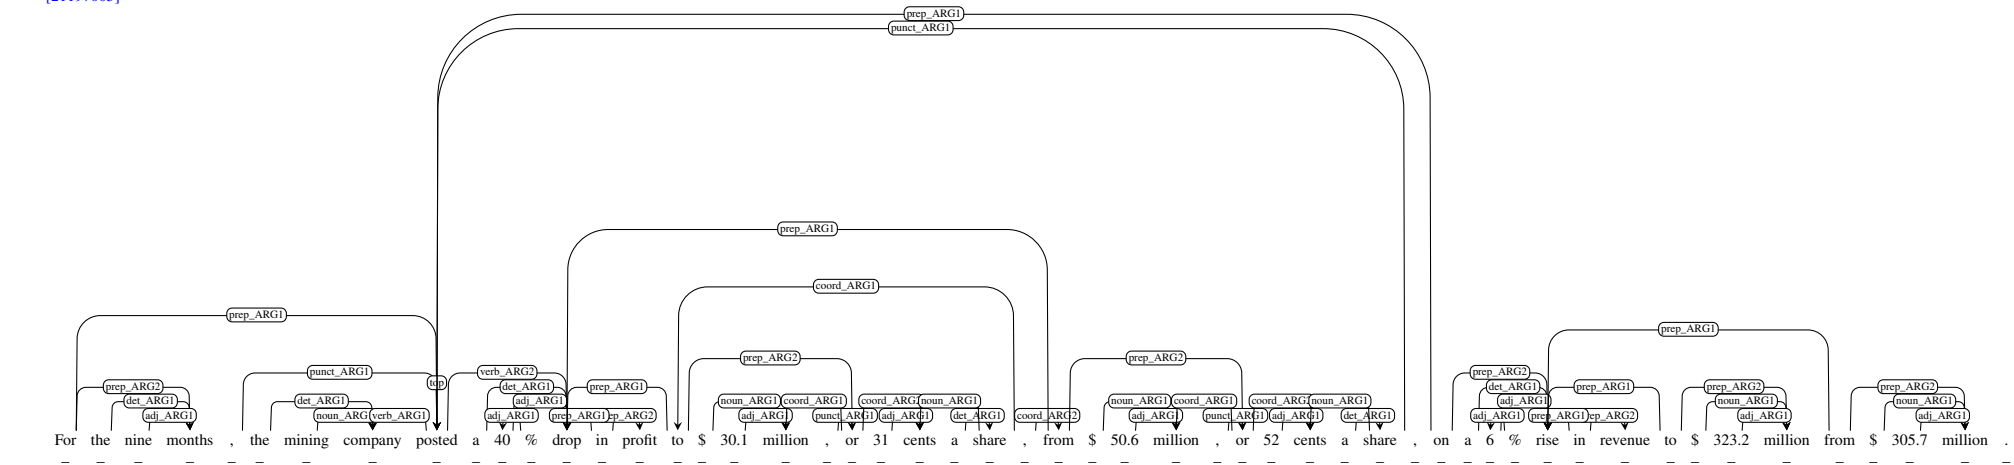 prep_ARG1
punct_ARG1
prep_ARG1
coord_ARG1
prep_ARG1 prep_ARG1
prep_ARG2 prep_ARG2
punct_ARG1 verb_ARG2 prep_ARG2
top
prep_ARG2 det_ARG1 prep_ARG1 det_ARG1 prep_ARG1 prep_ARG2 prep_ARG2
det_ARG1 det_ARG1 adj_ARG1 noun_ARG1 coord_ARG1 coord_ARG2 noun_ARG1 noun_ARG1 coord_ARG1 coord_ARG2 noun_ARG1 adj_ARG1 noun_ARG1 noun_ARG1
adj_ARG1 noun_ARG verb_ARG1 adj_ARG1 prep_ARG1 ep_ARG2 adj_ARG1 punct_ARG1 adj_ARG1 det_ARG1 coord_ARG2 adj_ARG1 punct_ARG1 adj_ARG1 det_ARG1 adj_ARG1 prep_ARG1 ep_ARG2 adj_ARG1 adj_ARG1
For the nine months , the mining company posted a 40 % drop in profit to $ 30.1 million , or 31 cents a share , from $ 50.6 million , or 52 cents a share , on a 6 % rise in revenue to $ 323.2 million from $ 305.7 million .